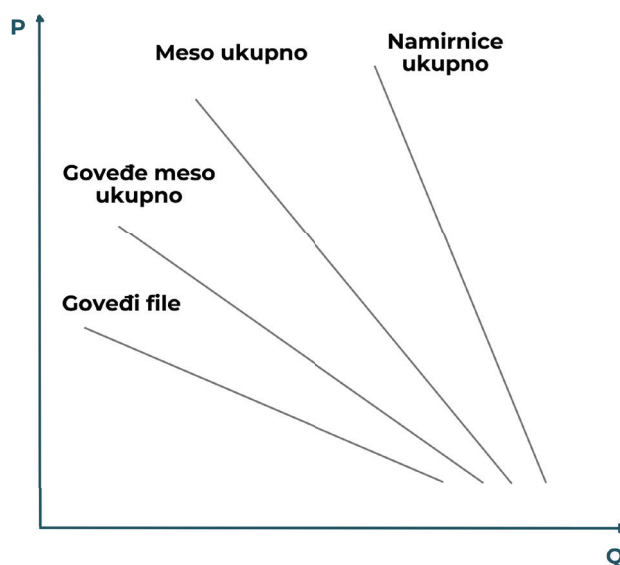 P
Meso ukupno
Namirnice
ukupno
Goveđe meso
ukupno
Goveđi file
Q